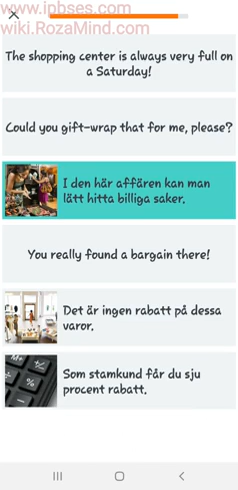 www.ipbses.com
wiki.RozaMind.com
The shopping center is always very full on
a Saturday!
Could you gift-wrap that for me, please?
I den här affären kan man
lätt hitta billiga saker.
You really found a bargain there!
Det är ingen rabatt på dessa
varor.
Som stamkund får du sju
procent rabatt.